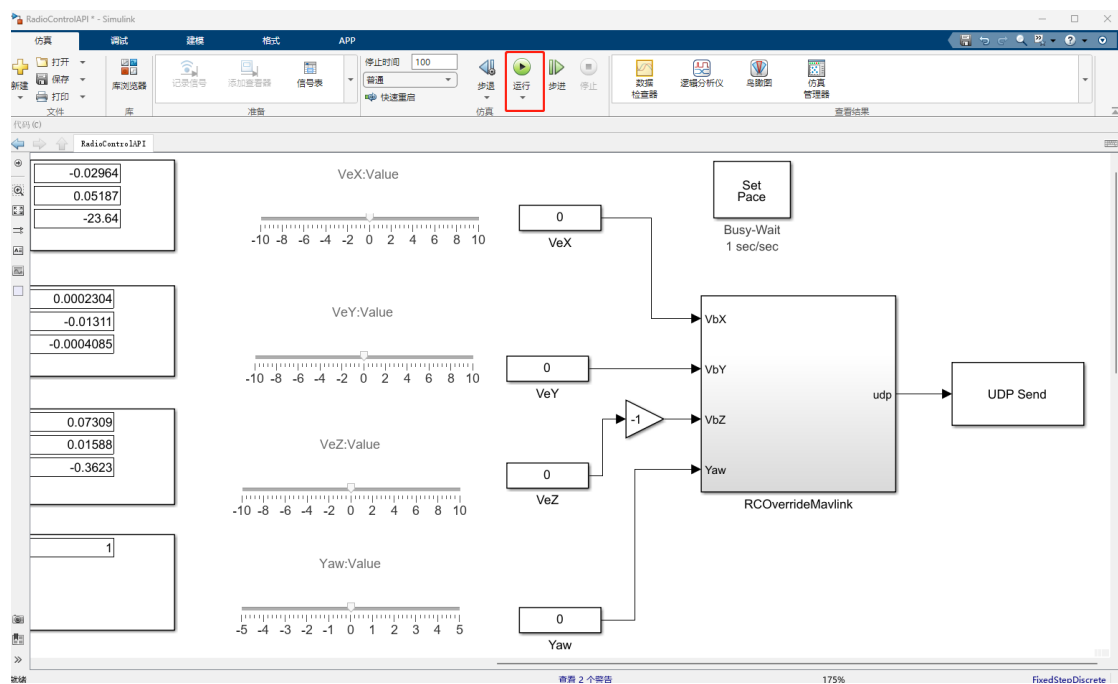 RadioControlAPI * - Simulink
仿真 调试 建模 格式 APP
新建
打开
保存
打印
文件
库浏览器
库
记录信号
添加查看器
信号表
准备
停止时间 100
普通
快速重启
步退
运行
步进
停止
仿真
数据
检查器
逻辑分析仪
鸟瞰图
仿真
管理器
查看结果
代码 (C)
RadioControlAPI
-0.02964
0.05187
-23.64
VeX:Value
-10 -8 -6 -4 -2 0 2 4 6 8 10
0
VeX
Set
Pace
Busy-Wait
1 sec/sec
0.0002304
-0.01311
-0.0004085
VeY:Value
-10 -8 -6 -4 -2 0 2 4 6 8 10
0
VeY
0.07309
0.01588
-0.3623
VeZ:Value
-10 -8 -6 -4 -2 0 2 4 6 8 10
0
VeZ
-1
VbX
VbY
VbZ
Yaw
udp
RCOverrideMavlink
UDP Send
1
Yaw:Value
-5 -4 -3 -2 -1 0 1 2 3 4 5
0
Yaw
就绪
查看 2 个警告
175%
FixedStepDiscrete